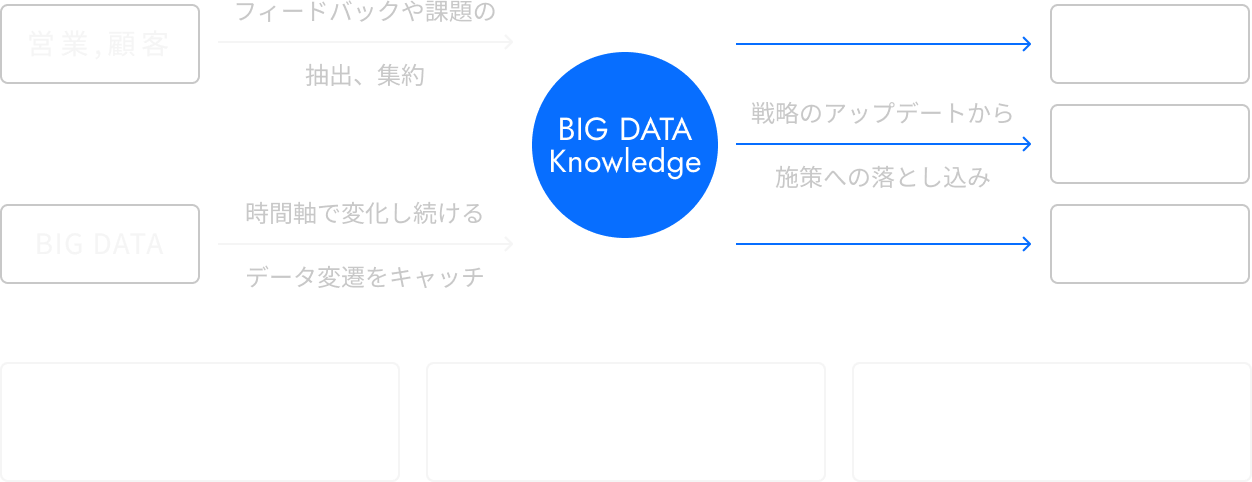 フィードバックや課題の
営業,顧客
抽出、集約
BIG DATA
Knowledge
戦略のアップデートから
施策への落とし込み
時間軸で変化し続ける
BIG DATA
データ変遷をキャッチ